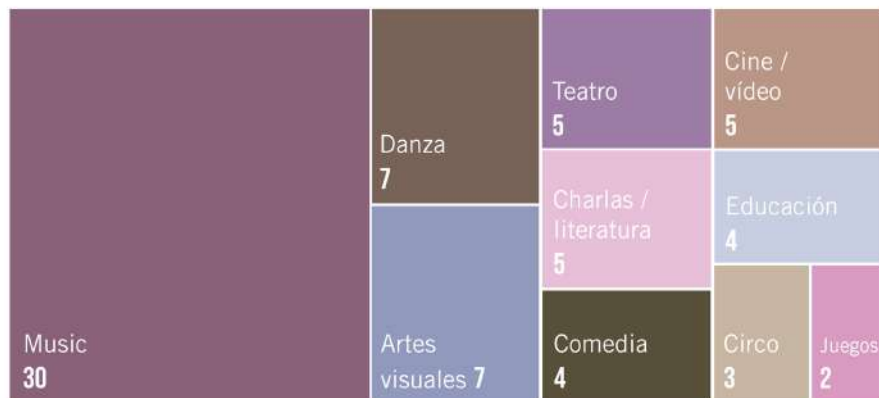 Music
30
Danza
7
Artes
visuales 7
Teatro
5
Charlas /
literatura
5
Comedia
4
Cine /
vídeo
5
Educación
4
Circo
3
Juegos
2